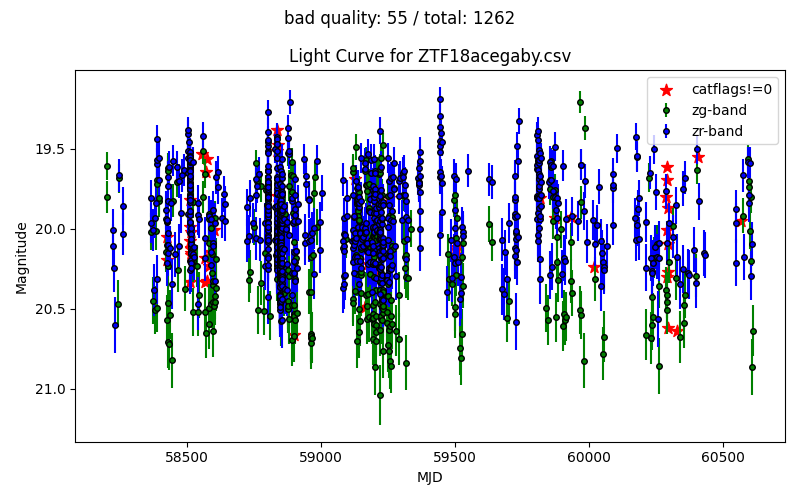 bad quality: 55 / total: 1262
Light Curve for ZTF18acegaby.csv
catflags!=0
zg-band
zr-band
19.5
20.0
20.5
21.0
Magnitude
58500
59000
59500
60000
60500
MJD